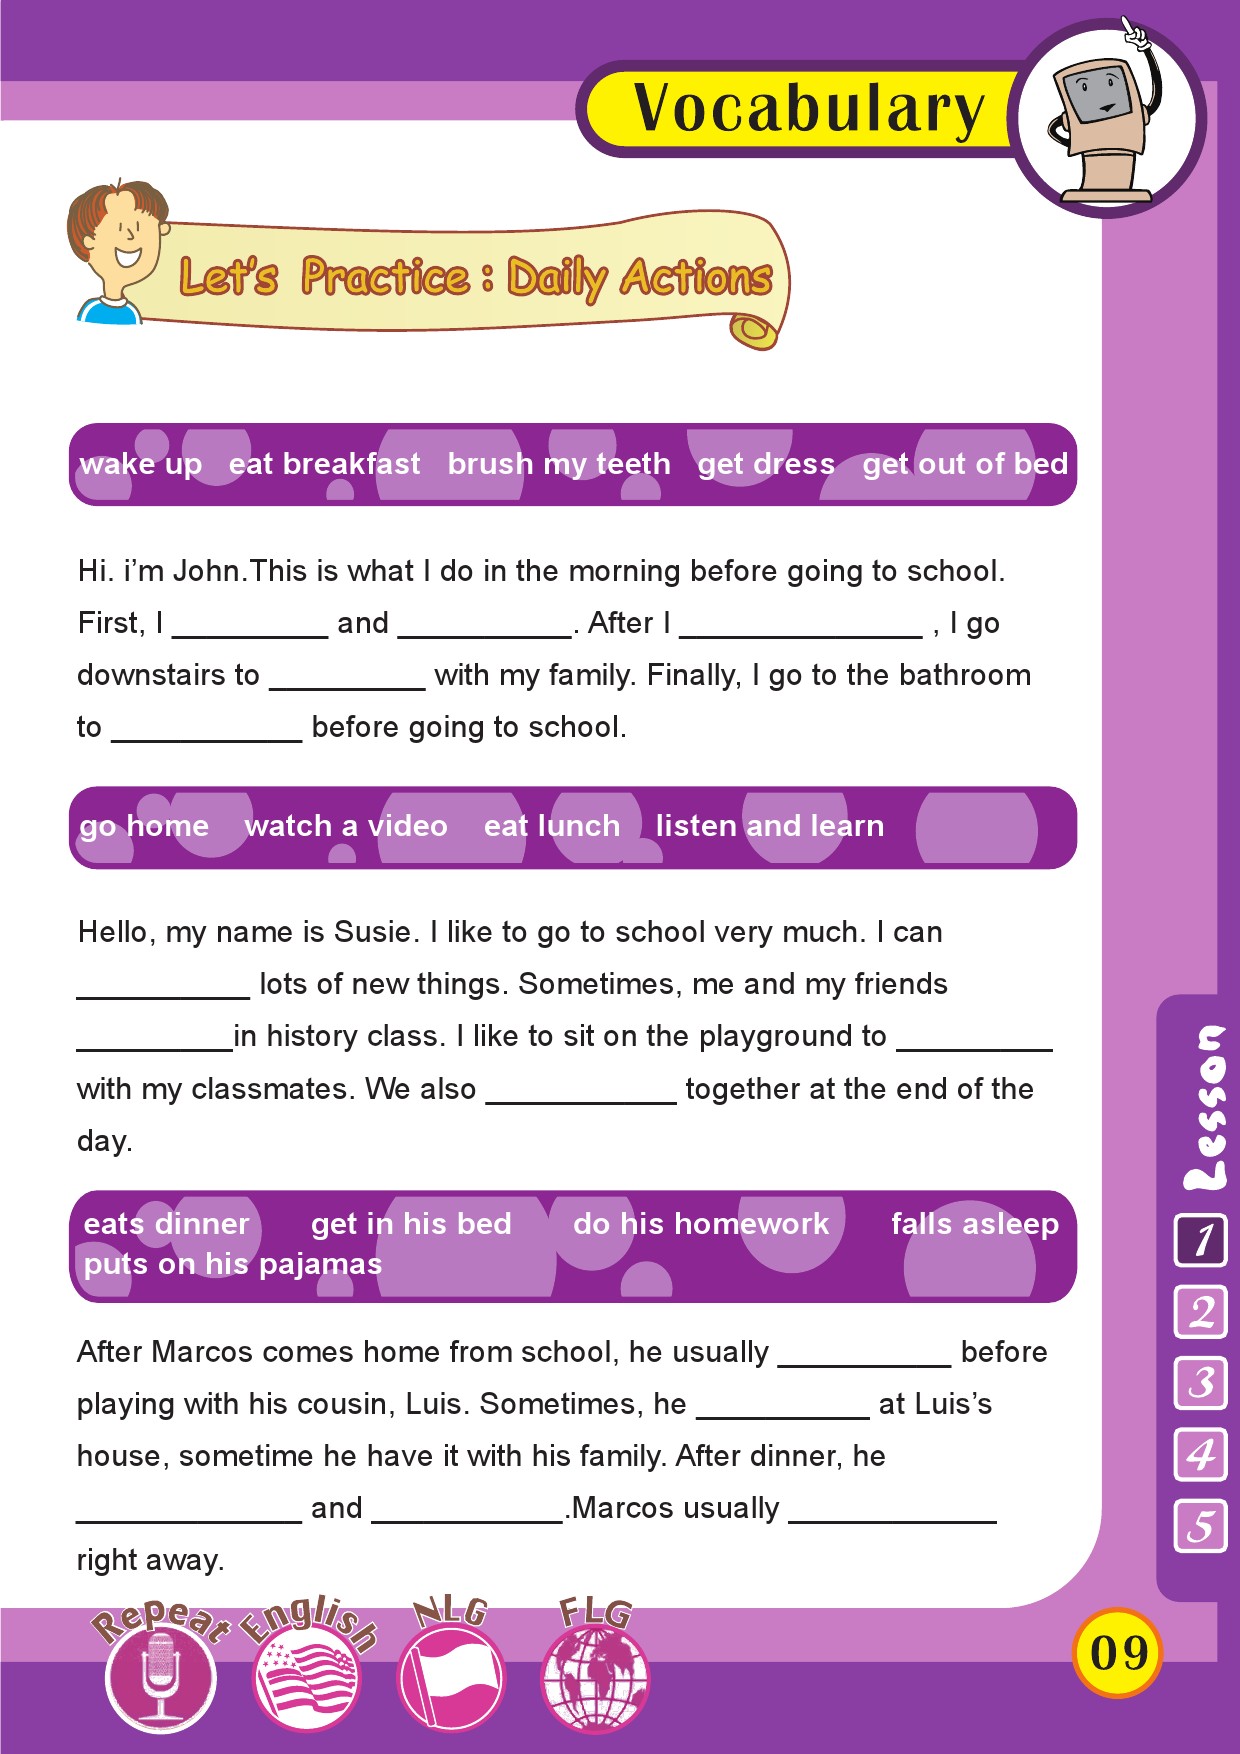 Vocabulary
Let's Practice : Daily Actions
wake up eat breakfast brush my teeth get dress get out of bed
Hi. i'm John.This is what I do in the morning before going to school.
First, I _________ and __________. After I ______________ , I go
downstairs to _________ with my family. Finally, I go to the bathroom
to ___________ before going to school.
go home watch a video eat lunch listen and learn
Hello, my name is Susie. I like to go to school very much. I can
__________ lots of new things. Sometimes, me and my friends
_________in history class. I like to sit on the playground to _________
with my classmates. We also ___________ together at the end of the
day.
eats dinner get in his bed do his homework falls asleep
puts on his pajamas
After Marcos comes home from school, he usually __________ before
playing with his cousin, Luis. Sometimes, he __________ at Luis's
house, sometime he have it with his family. After dinner, he
_____________ and ___________.Marcos usually ____________
right away.
Lesson
1
2
3
4
5
Repeat English NLG FLG
09